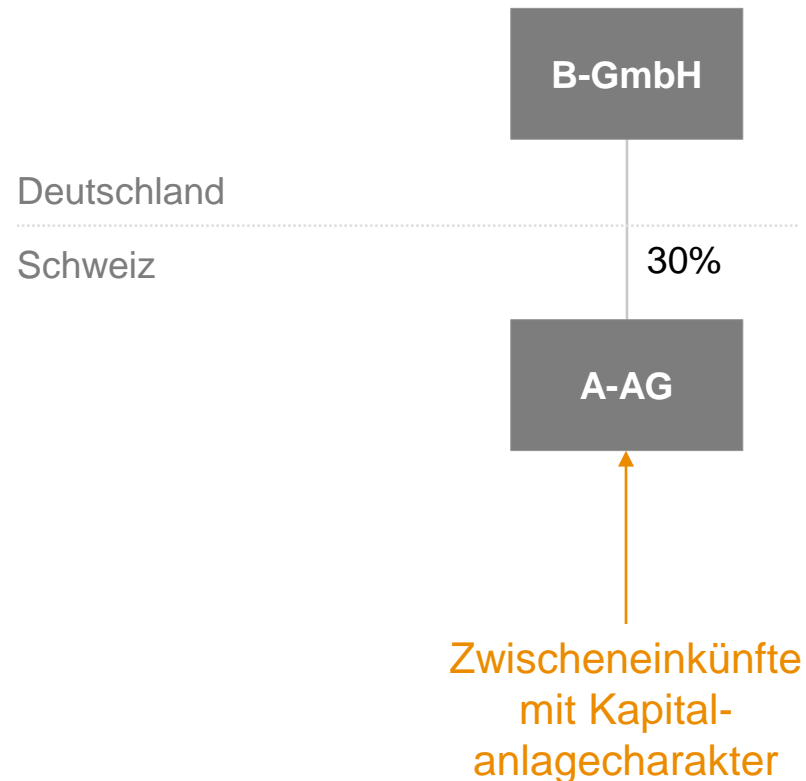 B-GmbH
Deutschland
Schweiz
30%
A-AG
Zwischeneinkünfte
mit Kapital-
anlagecharakter